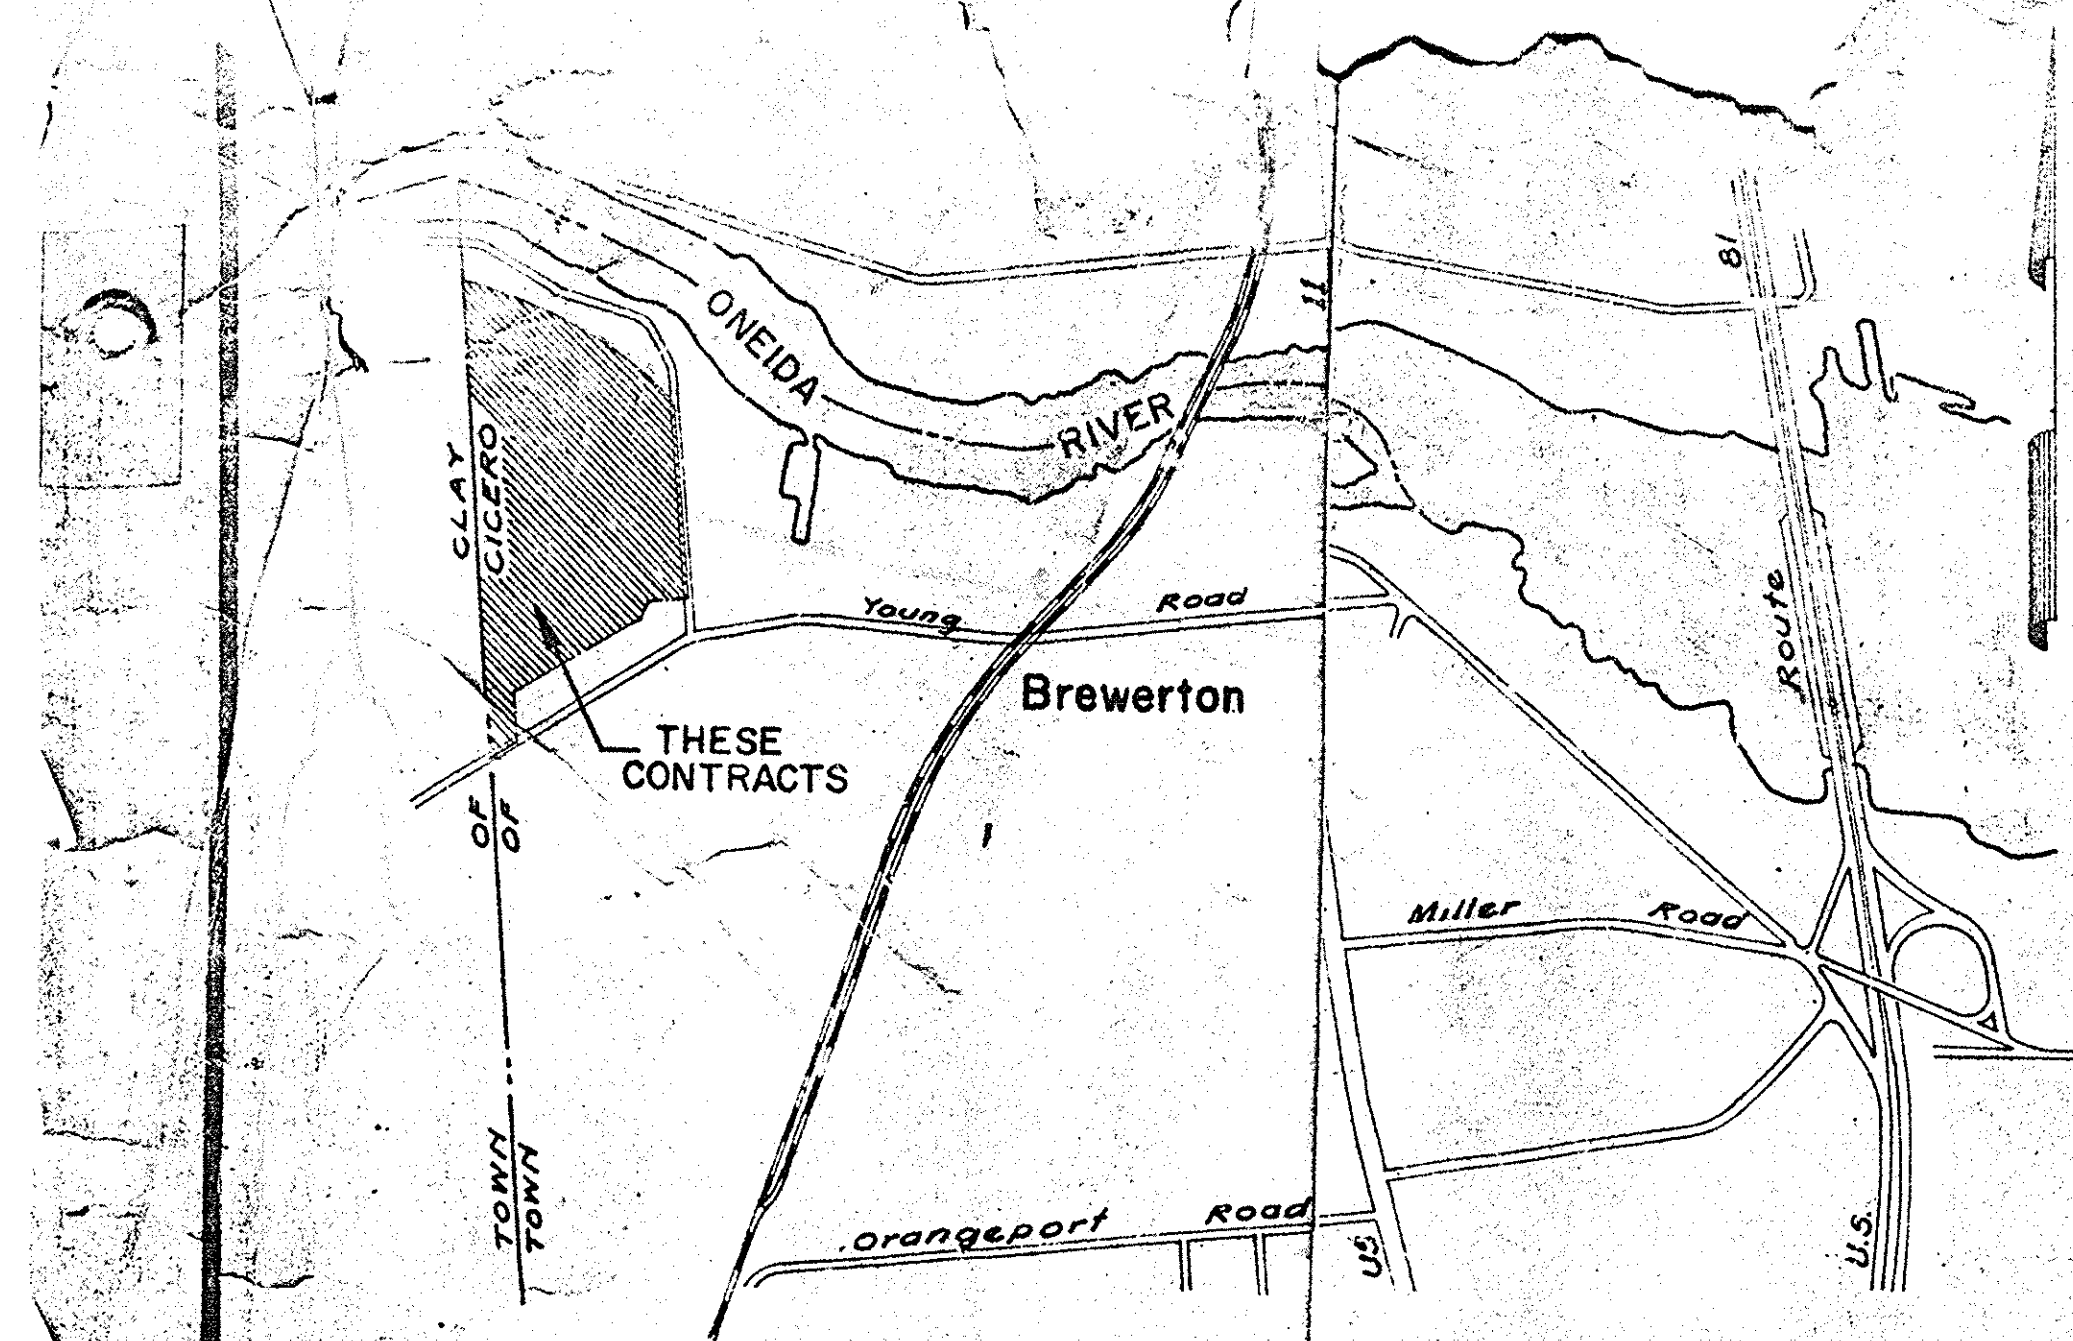 81
11
ONEIDA
RIVER
CLAY
CICERO
Young Road
Route
Brewerton
THESE
CONTRACTS
OF
OF
Miller Road
TOWN
TOWN
Orangeport Road
US
U.S.